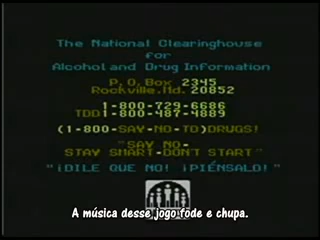 The National Clearinghouse
for
Alcohol and Drug Information
P.O. Box 2345
Rockville, Md. 20852
1-800-729-6686
TDD 1-800-487-4889
(1-800-SAY-NO-TO)DRUGS!
"SAY NO-
STAY SMART-DON'T START"
"¡DILE QUE NO! ¡PIÉNSALO!"
A música desse jogo fode e chupa.